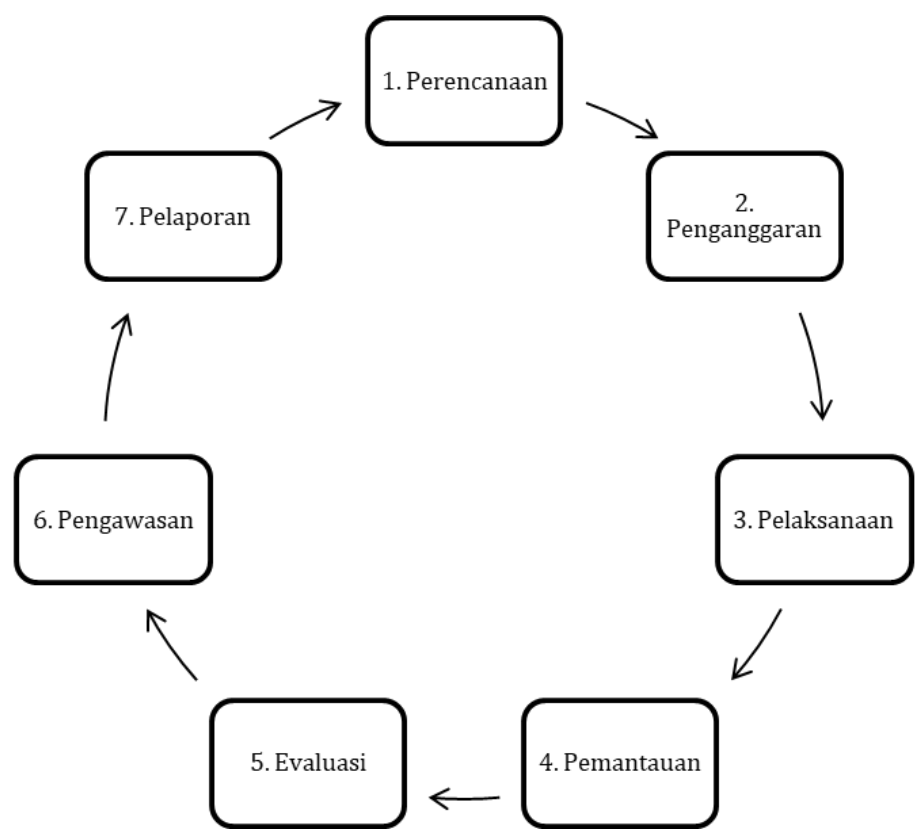 1. Perencanaan
2.
Penganggaran
3. Pelaksanaan
4. Pemantauan
5. Evaluasi
6. Pengawasan
7. Pelaporan